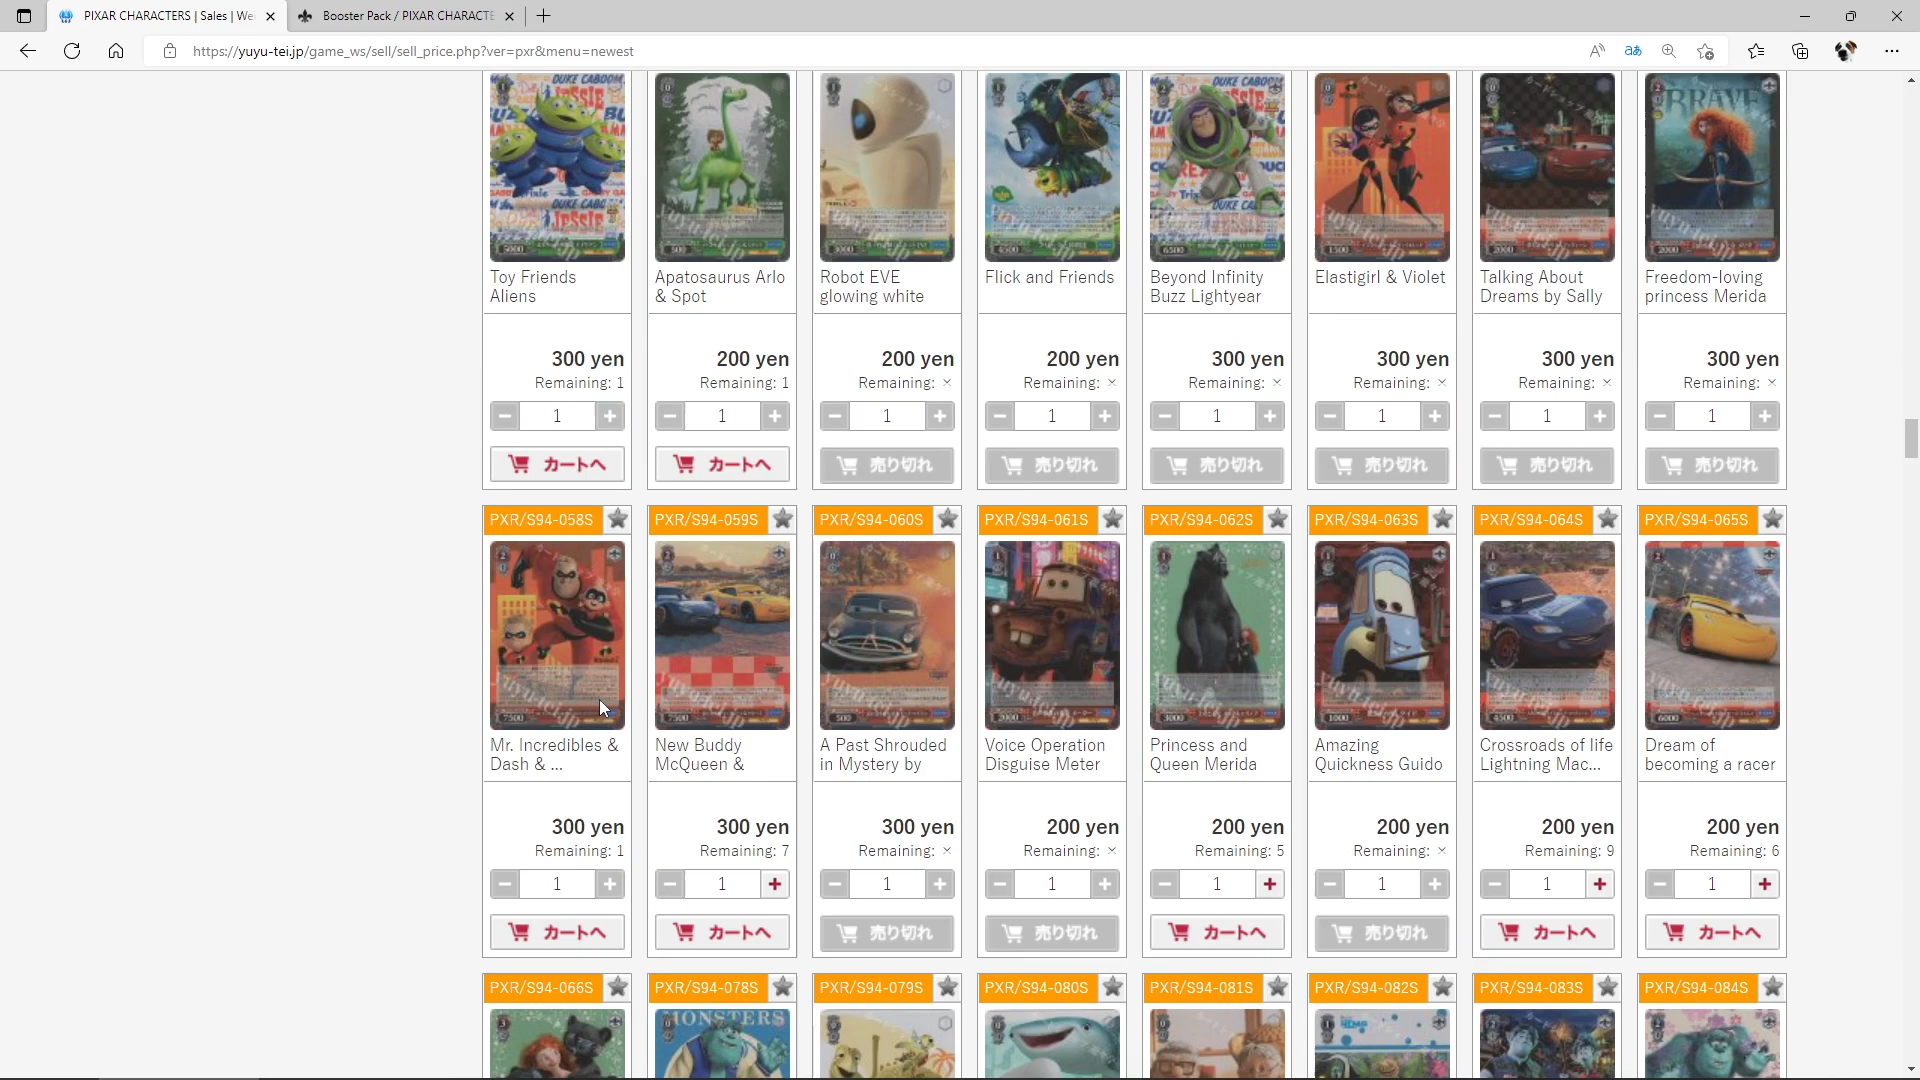 PIXAR CHARACTERS | Sales | We
Booster Pack / PIXAR CHARACTE
https://yuyu-tei.jp/game_ws/sell/sell_price.php?ver=pxr&menu=newest
Toy Friends
Aliens
Apatosaurus Arlo
& Spot
Robot EVE
glowing white
Flick and Friends
Beyond Infinity
Buzz Lightyear
Elastigirl & Violet
Talking About
Dreams by Sally
Freedom-loving
princess Merida
300 yen
200 yen
200 yen
200 yen
300 yen
300 yen
300 yen
300 yen
Remaining: 1
Remaining: 1
Remaining: ×
Remaining: ×
Remaining: ×
Remaining: ×
Remaining: ×
Remaining: ×
1
1
1
1
1
1
1
1
カートへ
カートへ
売り切れ
売り切れ
売り切れ
売り切れ
売り切れ
売り切れ
PXR/S94-058S
PXR/S94-059S
PXR/S94-060S
PXR/S94-061S
PXR/S94-062S
PXR/S94-063S
PXR/S94-064S
PXR/S94-065S
Mr. Incredibles &
Dash & ...
New Buddy
McQueen &
A Past Shrouded
in Mystery by
Voice Operation
Disguise Meter
Princess and
Queen Merida
Amazing
Quickness Guido
Crossroads of life
Lightning Mac...
Dream of
becoming a racer
300 yen
300 yen
300 yen
200 yen
200 yen
200 yen
200 yen
200 yen
Remaining: 1
Remaining: 7
Remaining: ×
Remaining: ×
Remaining: 5
Remaining: ×
Remaining: 9
Remaining: 6
1
1
1
1
1
1
1
1
カートへ
カートへ
売り切れ
売り切れ
カートへ
売り切れ
カートへ
カートへ
PXR/S94-066S
PXR/S94-078S
PXR/S94-079S
PXR/S94-080S
PXR/S94-081S
PXR/S94-082S
PXR/S94-083S
PXR/S94-084S
MONSTERS